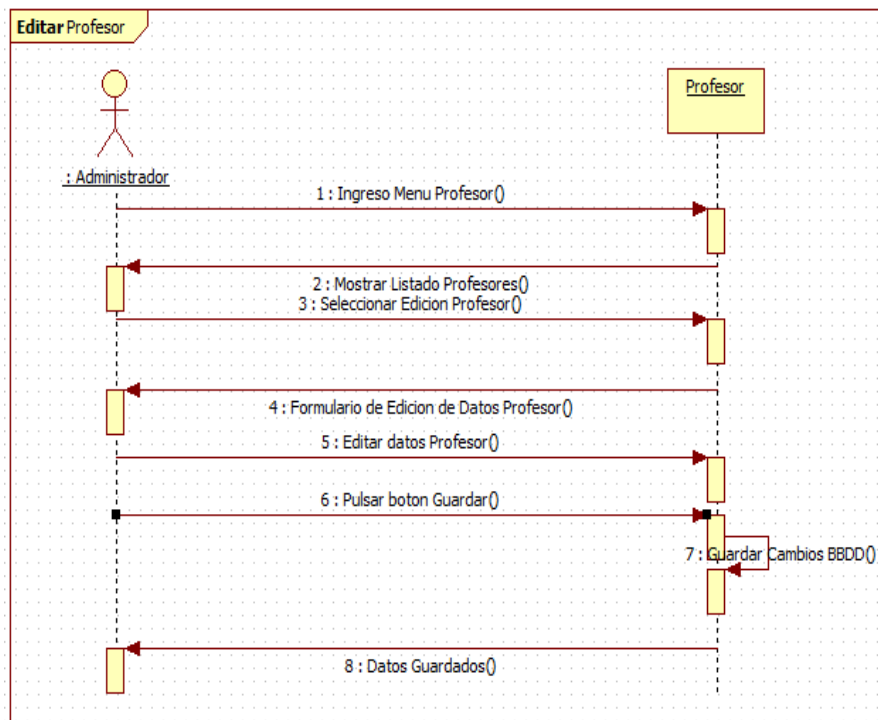 Editar Profesor
Profesor
: Administrador
1 : Ingreso Menu Profesor()
2 : Mostrar Listado Profesores()
3 : Seleccionar Edicion Profesor()
4 : Formulario de Edicion de Datos Profesor()
5 : Editar datos Profesor()
6 : Pulsar boton Guardar()
7 : Guardar Cambios BBDD()
8 : Datos Guardados()